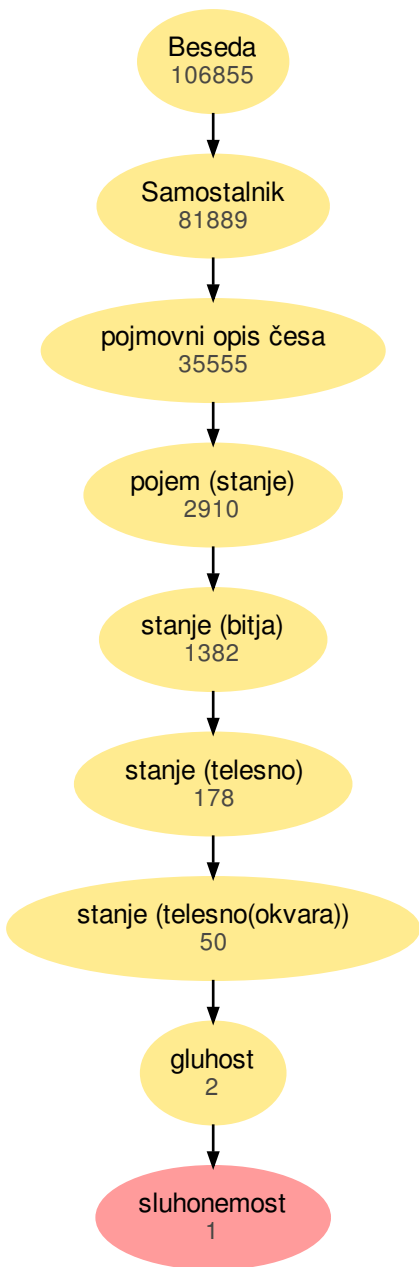 Beseda
106855
Samostalnik
81889
pojmovni opis česa
35555
pojem (stanje)
2910
stanje (bitja)
1382
stanje (telesno)
178
stanje (telesno(okvara))
50
gluhost
2
sluhonemost
1